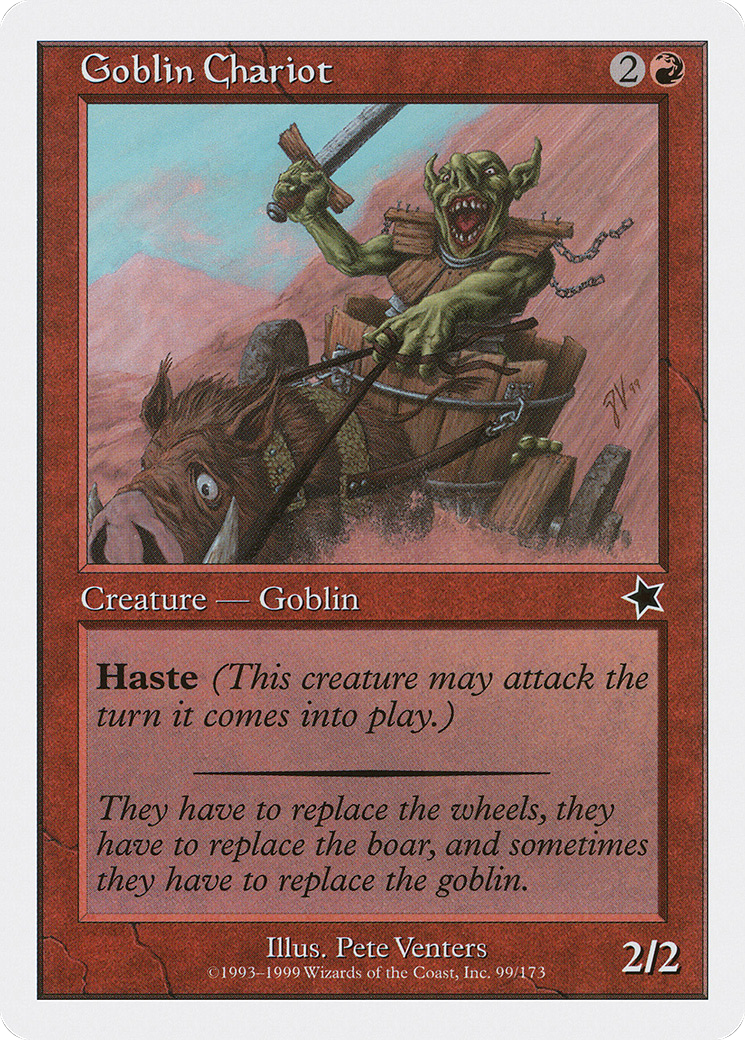 Goblin Chariot
2
ZV 99
Creature — Goblin
Haste (This creature may attack the
turn it comes into play.)
They have to replace the wheels, they
have to replace the boar, and sometimes
they have to replace the goblin.
Illus. Pete Venters
©1993–1999 Wizards of the Coast, Inc. 99/173
2/2